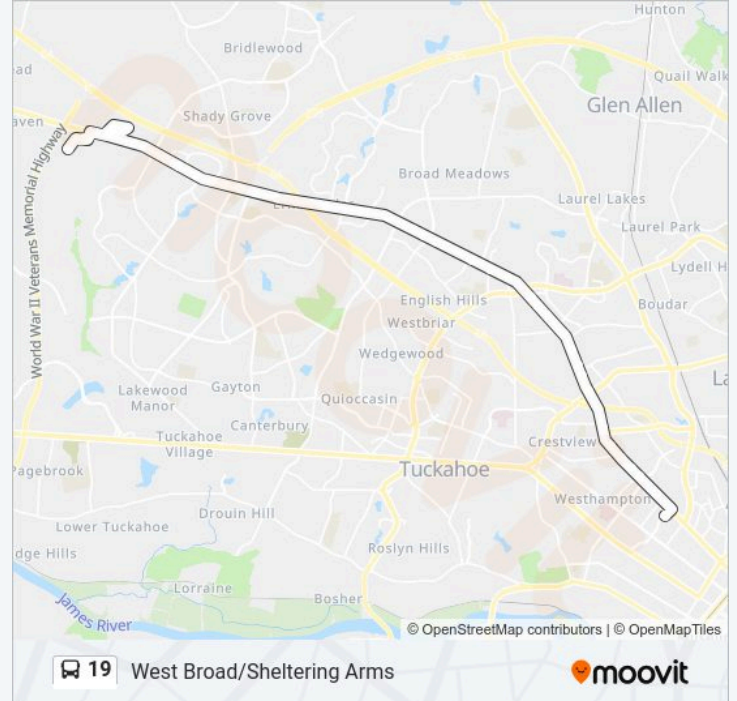 Hunton
Bridlewood
ead
Quail Walk
Glen Allen
Shady Grove
aven
Broad Meadows
Laurel Lakes
Laurel Park
Lydell H
World War II Veterans Memorial Highway
English Hills
Boudar
Westbriar
Wedgewood
La
Lakewood
Manor
Gayton
Quioccasin
Canterbury
Tuckahoe
Village
Crestview
Pagebrook
Tuckahoe
Westhampton
Drouin Hill
Lower Tuckahoe
Roslyn Hills
dge Hills
Lorraine
Bosher
James River
© OpenStreetMap contributors | © OpenMapTiles
19 West Broad/Sheltering Arms
moovit